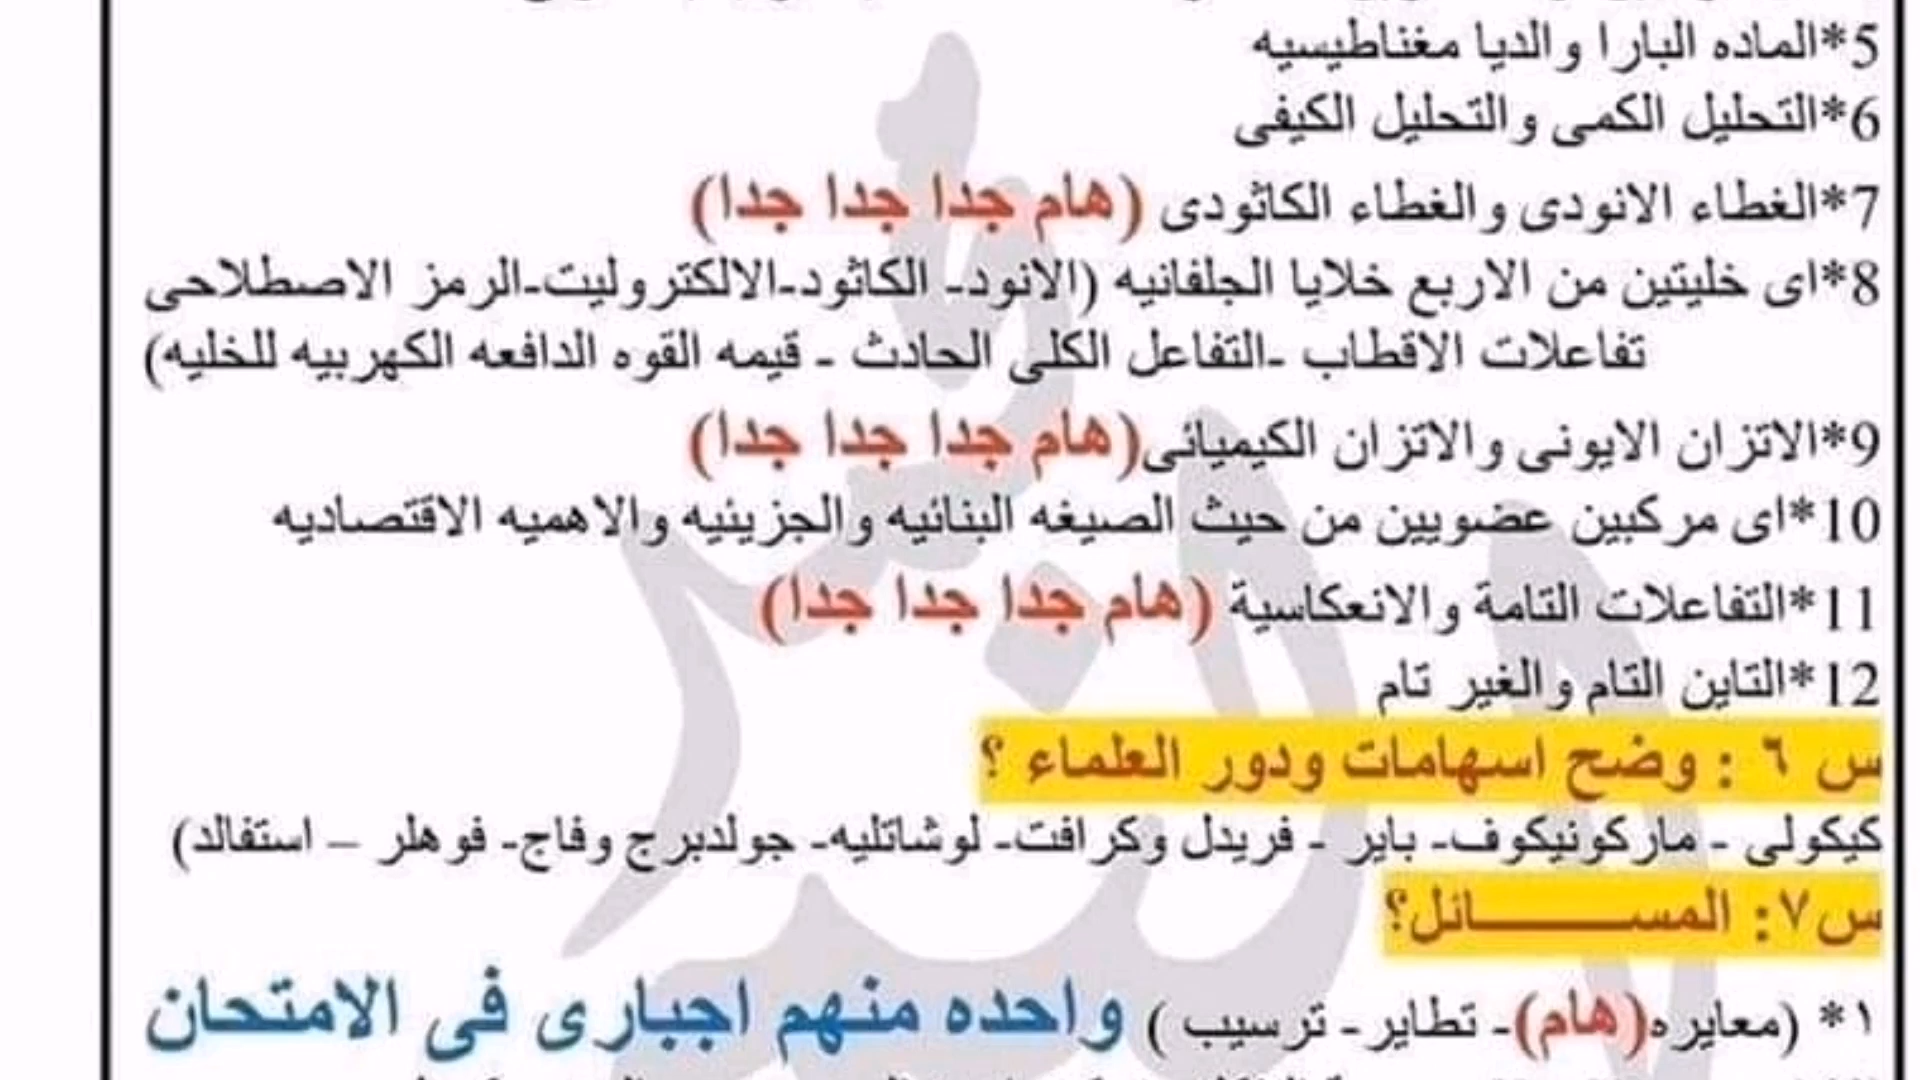 5*الماده البارا والديا مغناطيسيه
6*التحليل الكمى والتحليل الكيفى
7*الغطاء الانودى والغطاء الكاثودى (هام جدا جدا جدا)
8*اى خليتين من الاربع خلايا الجلفانيه (الانود- الكاثود-الالكتروليت-الرمز الاصطلاحى
تفاعلات الاقطاب -التفاعل الكلى الحادث - قيمه القوه الدافعه الكهربيه للخليه)
9*الاتزان الايونى والاتزان الكيميائى(هام جدا جدا جدا)
10*اى مركبين عضويين من حيث الصيغه البنائيه والجزيئيه والاهميه الاقتصاديه
11*التفاعلات التامة والانعكاسية (هام جدا جدا جدا)
12*التاين التام والغير تام
س ٦ : وضح اسهامات ودور العلماء ؟
كيكولى - ماركونيكوف- باير - فريدل وكرافت- لوشاتليه- جولدبرج وفاج- فوهلر – استفالد)
س٧: المســـــــائل؟
١* (معايره(هام)- تطاير- ترسيب ) واحده منهم اجبارى فى الامتحان